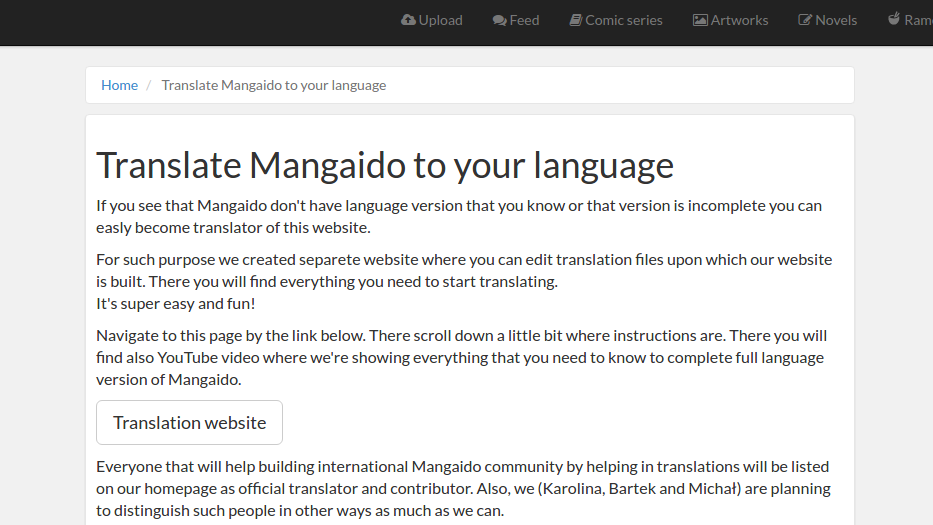 Upload Feed Comic series Artworks Novels Ram
Home / Translate Mangaido to your language
Translate Mangaido to your language
If you see that Mangaido don't have language version that you know or that version is incomplete you can
easly become translator of this website.
For such purpose we created separete website where you can edit translation files upon which our website
is built. There you will find everything you need to start translating.
It's super easy and fun!
Navigate to this page by the link below. There scroll down a little bit where instructions are. There you will
find also YouTube video where we're showing everything that you need to know to complete full language
version of Mangaido.
Translation website
Everyone that will help building international Mangaido community by helping in translations will be listed
on our homepage as official translator and contributor. Also, we (Karolina, Bartek and Michał) are planning
to distinguish such people in other ways as much as we can.